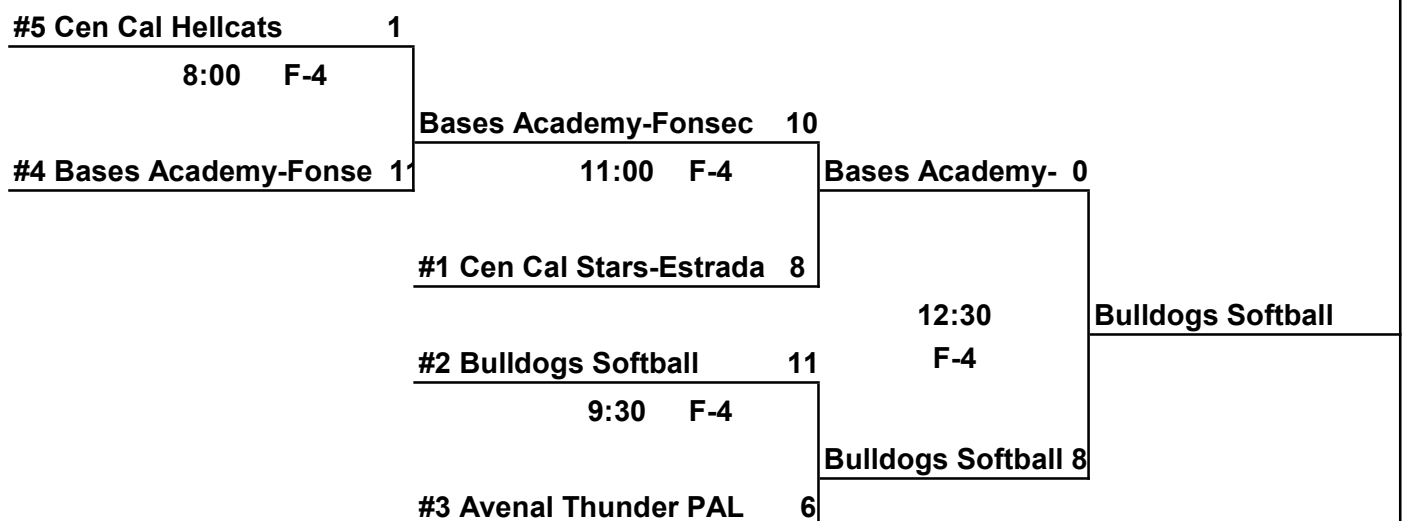 #5 Cen Cal Hellcats 1
8:00 F-4
Bases Academy-Fonsec 10
#4 Bases Academy-Fonse 11
11:00 F-4
Bases Academy- 0
#1 Cen Cal Stars-Estrada 8
12:30
Bulldogs Softball
#2 Bulldogs Softball 11
F-4
9:30 F-4
Bulldogs Softball 8
#3 Avenal Thunder PAL 6